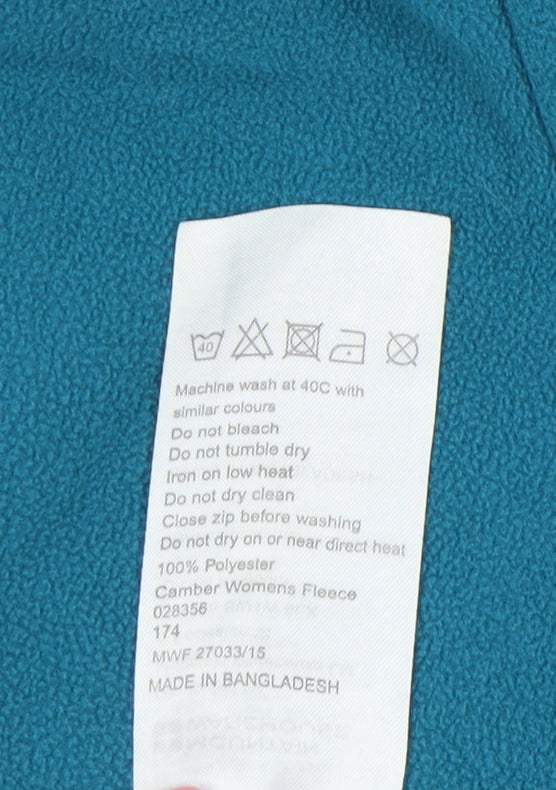 40
Machine wash at 40C with
similar colours
Do not bleach
Do not tumble dry
Iron on low heat
Do not dry clean
Close zip before washing
Do not dry on or near direct heat
100% Polyester
Camber Womens Fleece
028356
174
MWF 27033/15
MADE IN BANGLADESH